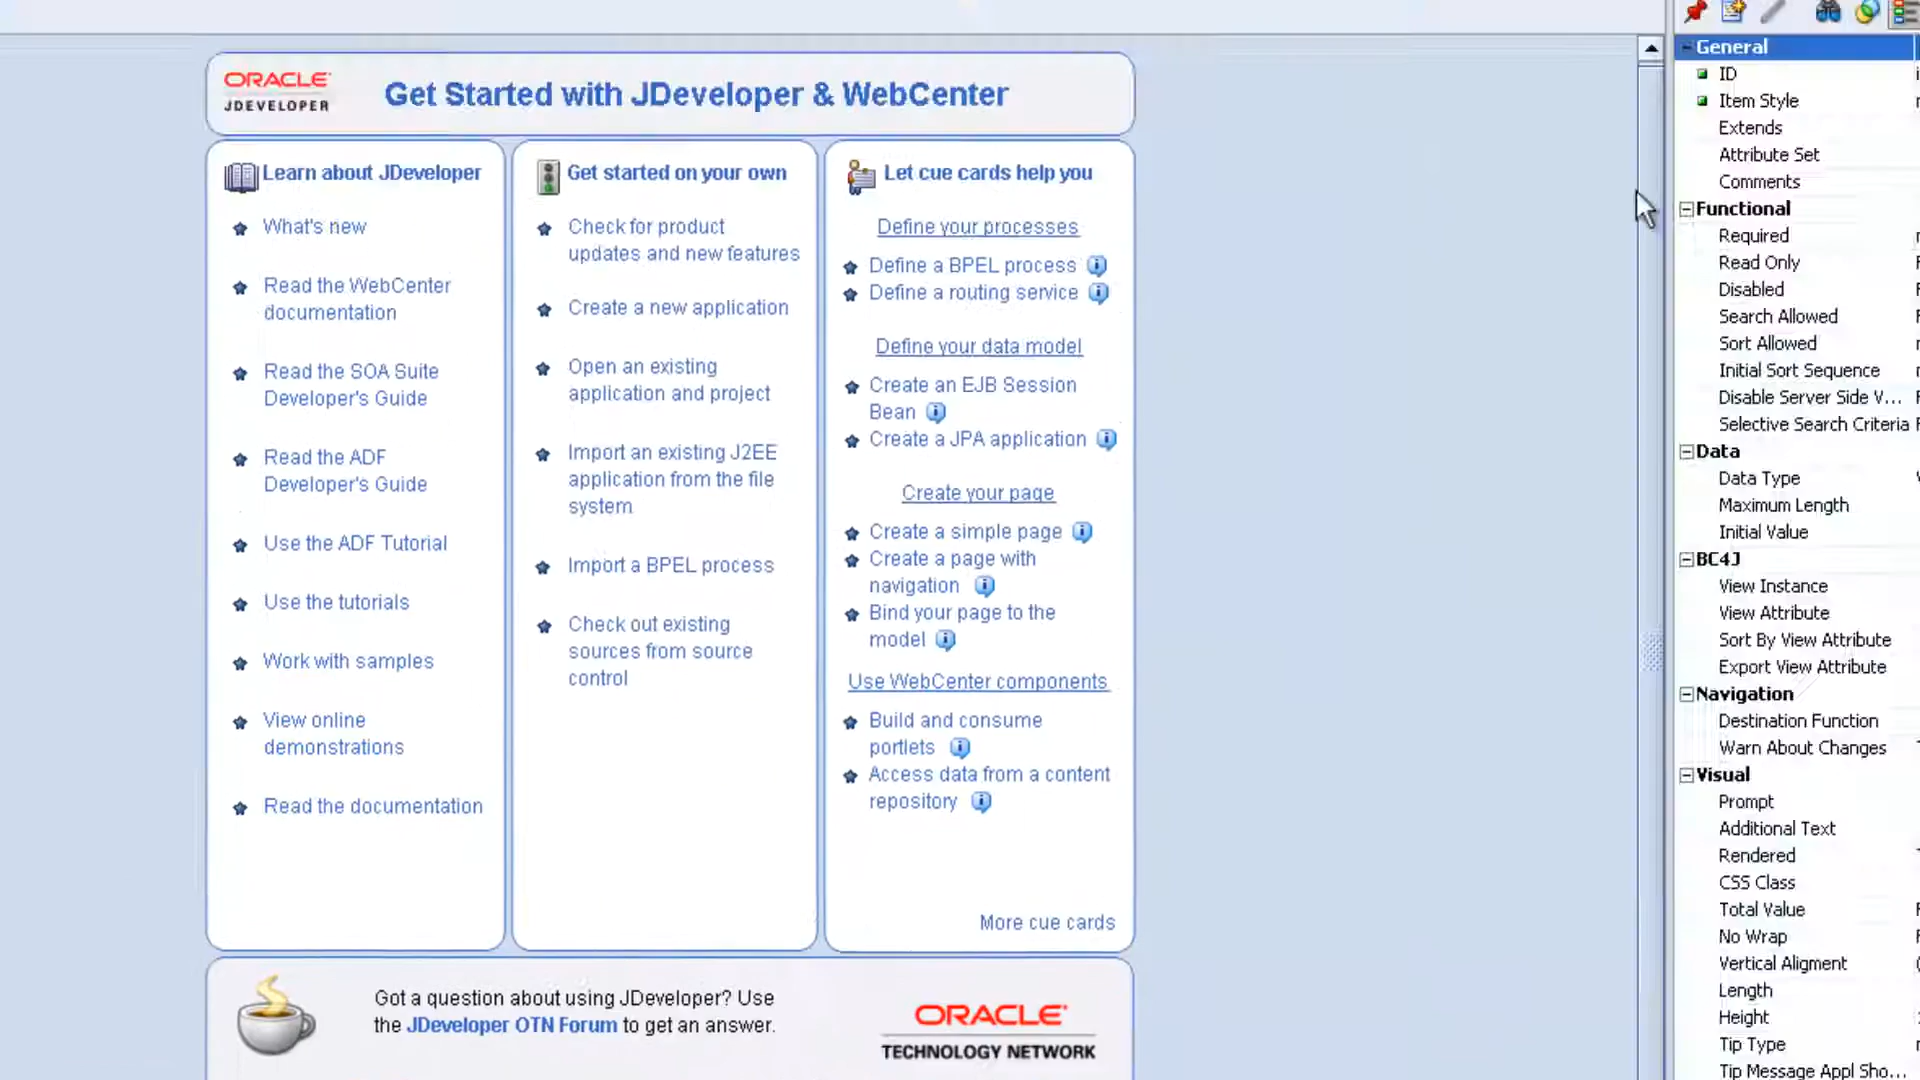 ORACLE
JDEVELOPER
Get Started with JDeveloper & WebCenter
Learn about JDeveloper
What's new
Read the WebCenter
documentation
Read the SOA Suite
Developer's Guide
Read the ADF
Developer's Guide
Use the ADF Tutorial
Use the tutorials
Work with samples
View online
demonstrations
Read the documentation
Get started on your own
Check for product
updates and new features
Create a new application
Open an existing
application and project
Import an existing J2EE
application from the file
system
Import a BPEL process
Check out existing
sources from source
control
Let cue cards help you
Define your processes
Define a BPEL process
Define a routing service
Define your data model
Create an EJB Session
Bean
Create a JPA application
Create your page
Create a simple page
Create a page with
navigation
Bind your page to the
model
Use WebCenter components
Build and consume
portlets
Access data from a content
repository
More cue cards
Got a question about using JDeveloper? Use
the JDeveloper OTN Forum to get an answer.
ORACLE
TECHNOLOGY NETWORK
General
ID
Item Style
Extends
Attribute Set
Comments
Functional
Required
Read Only
Disabled
Search Allowed
Sort Allowed
Initial Sort Sequence
Disable Server Side V...
Selective Search Criteria
Data
Data Type
Maximum Length
Initial Value
BC4J
View Instance
View Attribute
Sort By View Attribute
Export View Attribute
Navigation
Destination Function
Warn About Changes
Visual
Prompt
Additional Text
Rendered
CSS Class
Total Value
No Wrap
Vertical Aligment
Length
Height
Tip Type
Tip Message Appl Sho...